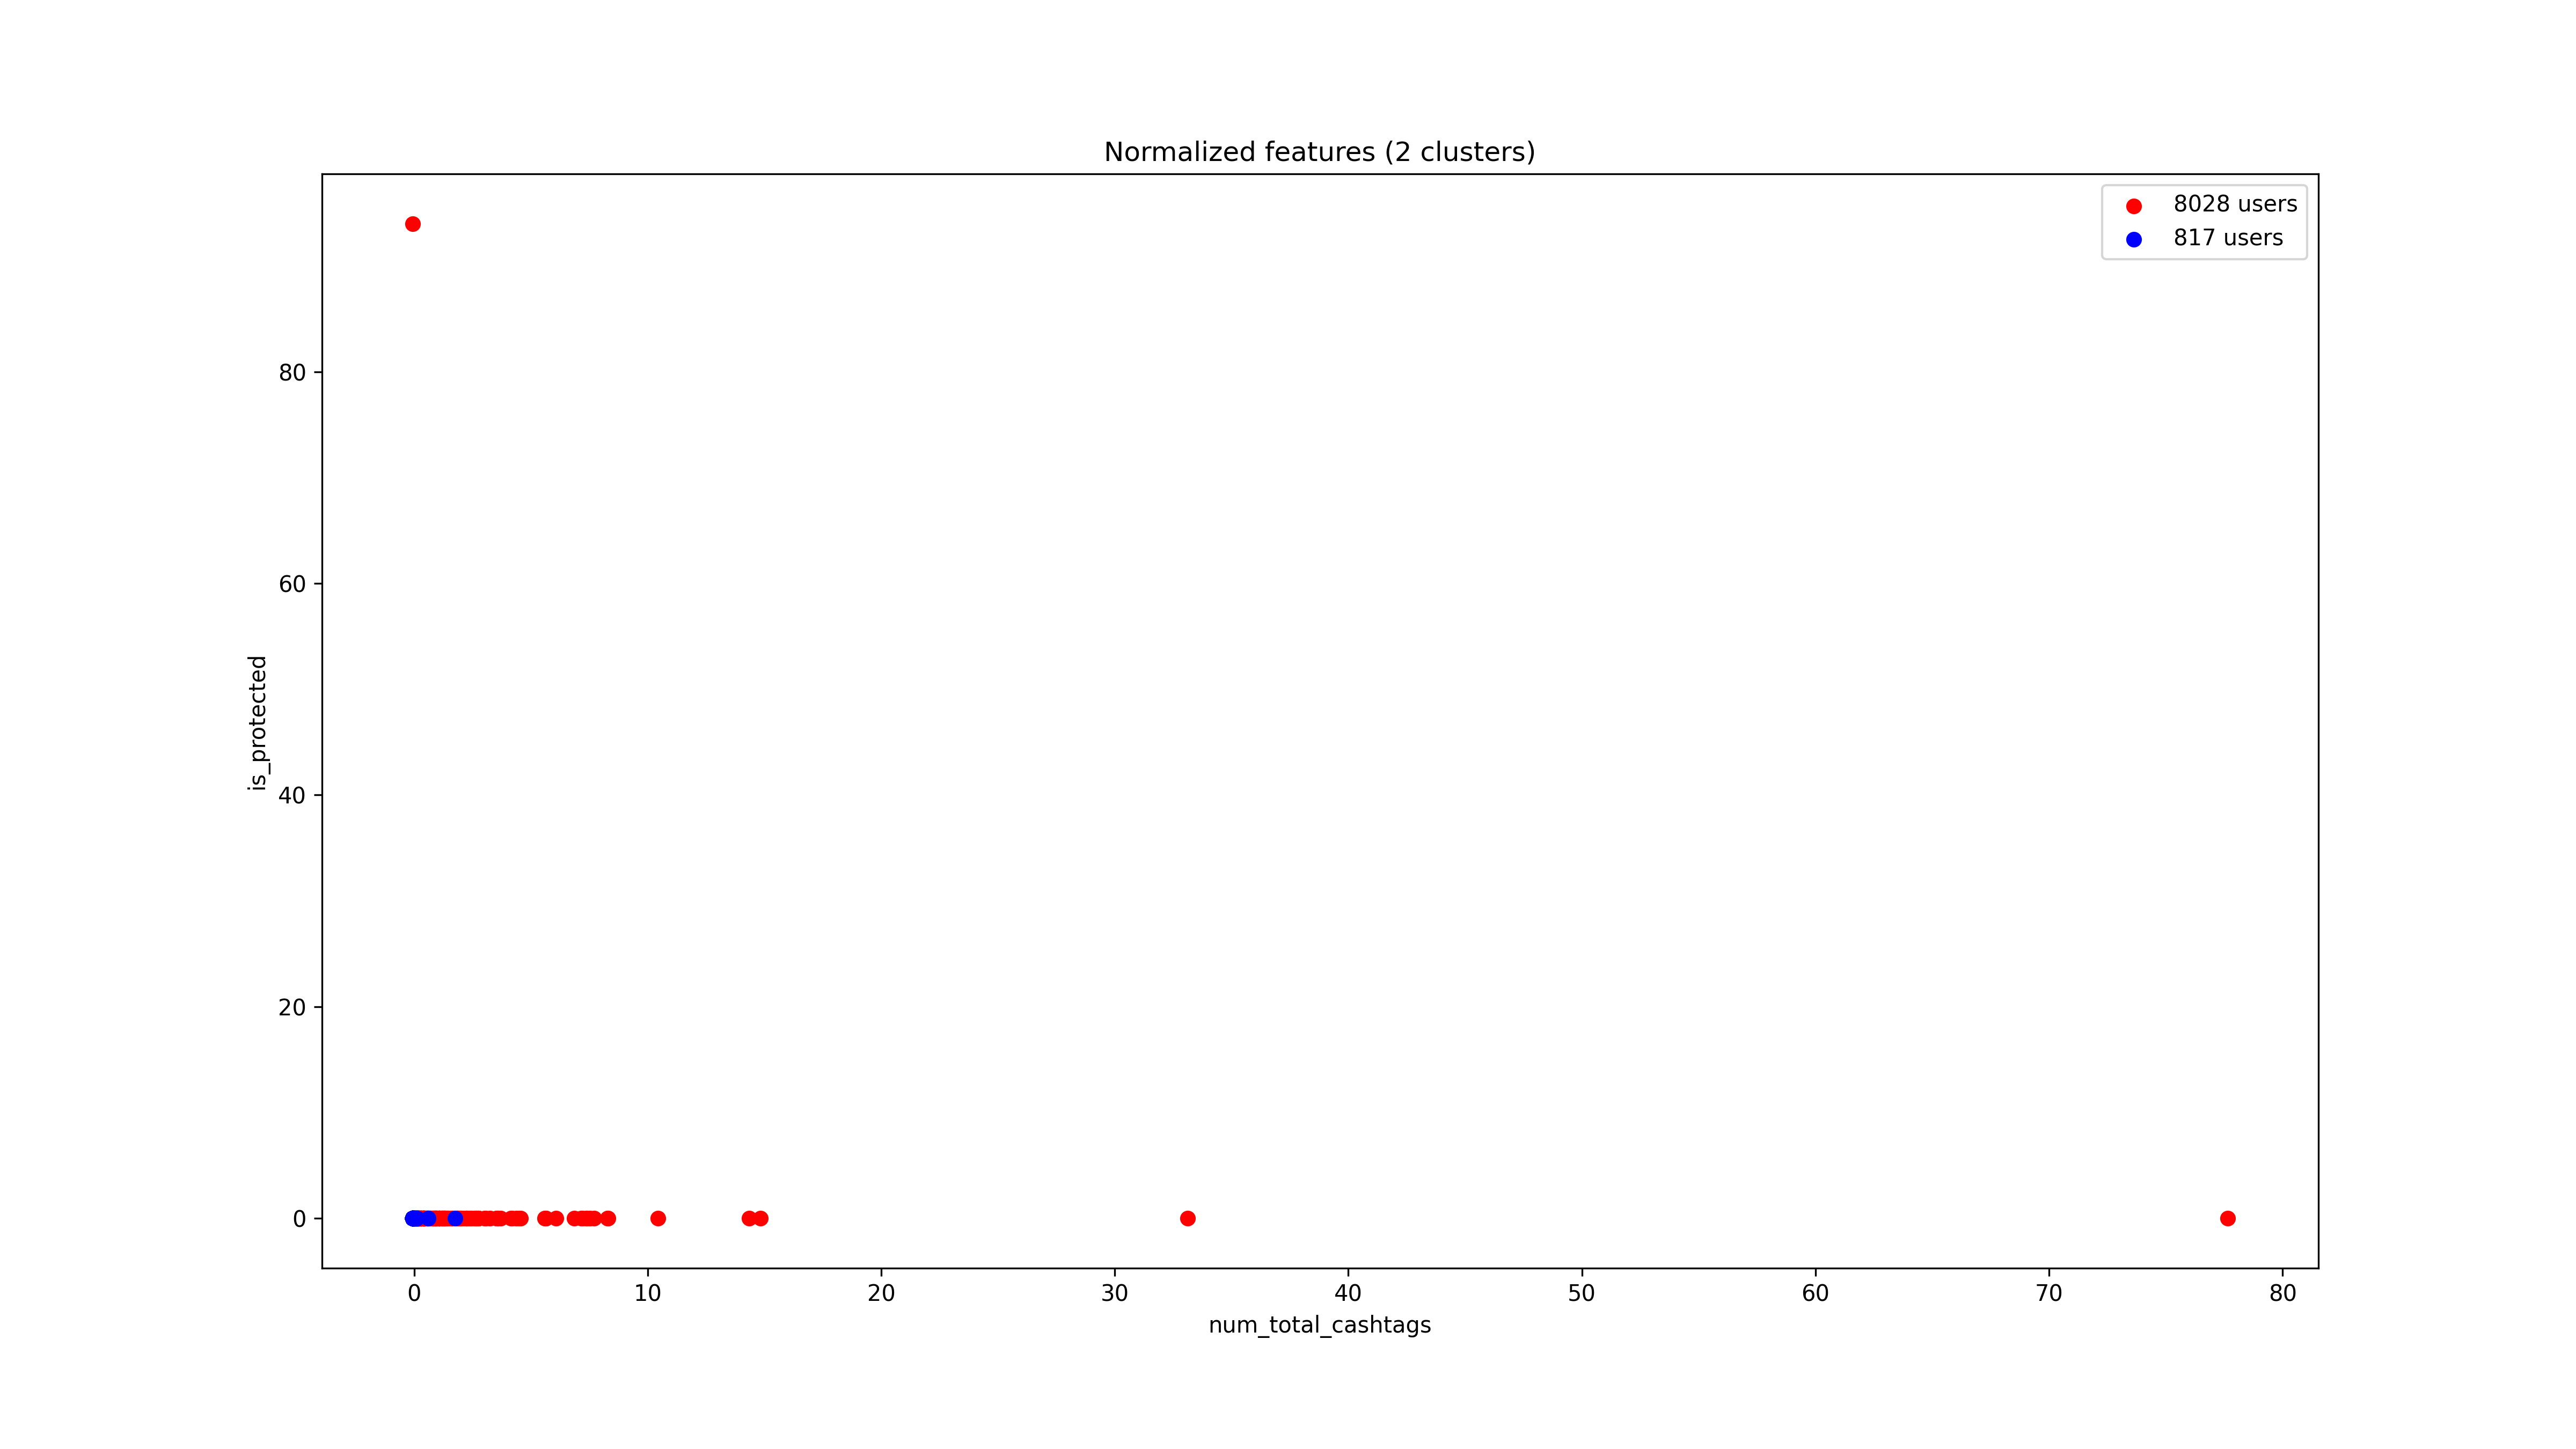 Normalized features (2 clusters)
8028 users
817 users
80
60
40
20
0
is_protected
0 10 20 30 40 50 60 70 80
num_total_cashtags